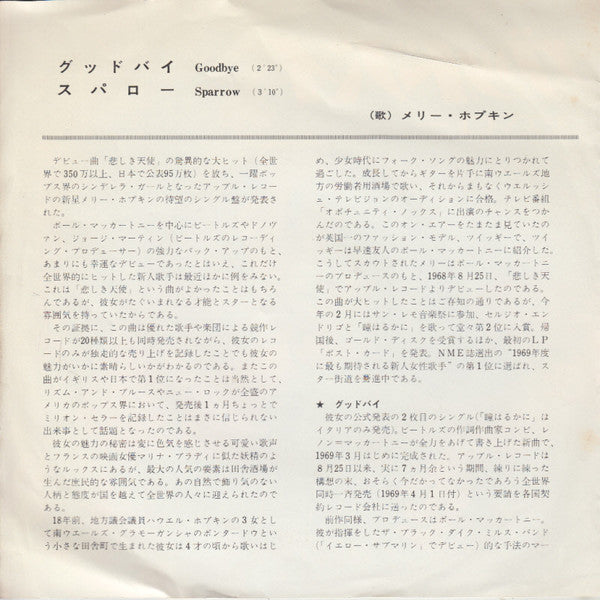 グッドバイ Goodbye (2′23″)
スパロー Sparrow (3′10″)
(歌) メリー・ホプキン
デビュー曲「悲しき天使」の驚異的な大ヒット(全世
界で350万以上、日本で公表95万枚)を放ち、一躍ポッ
プス界のシンデレラ・ガールとなったアップル・レコー
ドの新星メリー・ホプキンの待望のシングル盤が発表さ
れた。
ポール・マッカートニーを中心にビートルズやドノヴ
ァン、ジョージ・マーティン(ビートルズのレコーディ
ング・プロデューサー)の強力なバック・アップのもと、
あまりにも幸運なデビューであったとはいえ、これだけ
全世界的にヒットした新人歌手は最近ほかに例をみない。
これは「悲しき天使」という曲がよかったことはもちろ
んであるが、彼女がたぐいまれなる才能とスターとなる
雰囲気を持っていたからである。
その証拠に、この曲は優れた歌手や楽団による競作レ
コードが20種類以上も同時発売されながら、彼女のレコ
ードのみが独走的な売り上げを記録したことでも彼女の
魅力がいかに素晴らしいかがわかるのである。またこの
曲がイギリスや日本で第1位になったことは当然として、
リズム・アンド・ブルースやニュー・ロックが全盛のア
メリカのポップス界において、発売後1ヵ月ちょっとで
ミリオン・セラーを記録したことはまさに信じられない
出来事として話題となったのである。
彼女の魅力の秘密は変に色気を感じさせる可愛い歌声
とフランスの映画女優マリナ・ブラディに似た妖精のよ
うなルックスにあるが、最大の人気の要素は田舎酒場が
生んだ庶民的な雰囲気である。あの自然で飾り気のない
人柄と態度が国を越えて全世界の人々に迎えられたので
ある。
18年前、地方議会議員ハウエル・ホプキンの3女とし
て南ウエールズ・グラモーガンシャのポンタードウとい
う小さな田舎町で生まれた彼女は4才の頃から歌いはじ
め、少女時代にフォーク・ソングの魅力にとりつかれて
過ごした。成長してからギターを片手に南ウエールズ地
方の労働者用酒場で歌い、それからまもなくウエルッシ
ュ・テレビジョンのオーディションに合格。テレビ番組
「オポチュニティ・ノックス」に出演のチャンスをつか
んだのである。このオン・エアーをたまたま見ていたの
が英国一のファッション・モデル、ツイッギーで、ツイ
ッギーは早速友人のポール・マッカートニーに紹介した。
こうしてスカウトされたメリーはポール・マッカートニ
ーのプロデュースのもと、1968年8月25日、「悲しき天
使」でアップル・レコードよりデビューしたのである。
この曲が大ヒットしたことはご存知の通りであるが、今
年の2月にはサン・レモ音楽祭に参加、セルジオ・エン
ドリゴと「瞳はるかに」を歌って堂々第2位に入賞。帰
国後、ゴールド・ディスクを受賞するほか、最初のLP
「ポスト・カード」を発表。NME誌選出の"1969年度
に最も期待される新人女性歌手"の第1位に選ばれ、ス
ター街道を驀進中である。
★ グッドバイ
彼女の公式発表の2枚目のシングル(「瞳はるかに」は
イタリアのみ発売)。ビートルズの作詞作曲家コンビ、レ
ノン=マッカートニーが全力をあげて書き上げた新曲で、
1969年3月はじめに完成された。アップル・レコードは
8月25日以来、実に7ヵ月余という期間、練りに練った
構想の末、おそらく今だかってなかったであろう全世界
同時一斉発売(1969年4月1日付)という要請を各国契
約レコード会社に送ったのである。
前作同様、プロデュースはポール・マッカートニー。
彼が指揮をしたザ・ブラック・ダイク・ミルス・バンド
(「イエロー・サブマリン」でデビュー)的な手法のマー